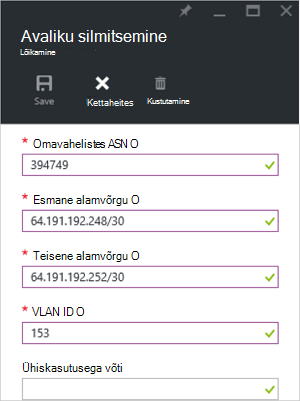 Avaliku silmitsemine
Lõikamine
Save
Kettaheites
Kustutamine
* Omavahelistes ASN O
394749
* Esmane alamvõrgu O
64.191.192.248/30
* Teisene alamvõrgu O
64.191.192.252/30
* VLAN ID O
153
Ühiskasutusega võti